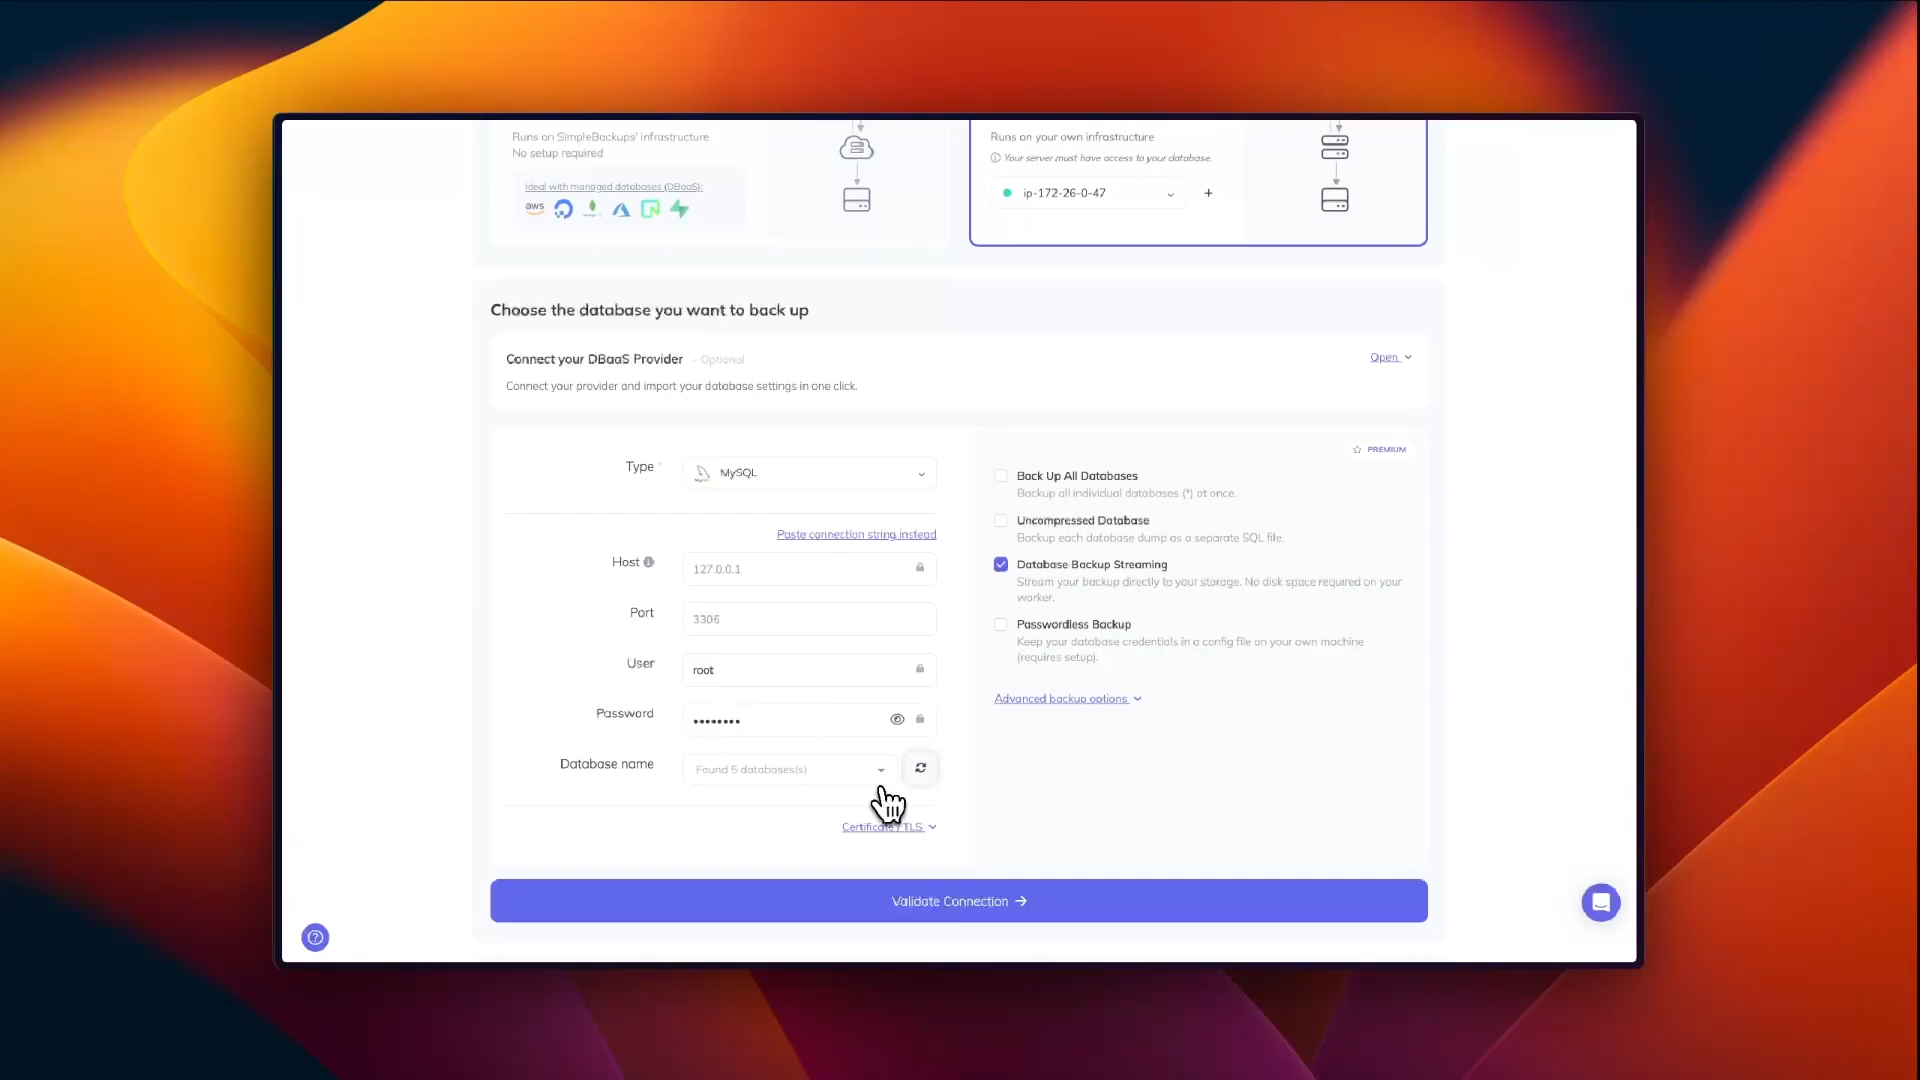 Runs on SimpleBackups' infrastructure
No setup required
Ideal with managed databases (DBaaS):
aws
Runs on your own infrastructure
Your server must have access to your database.
ip-172-26-0-47
+
Choose the database you want to back up
Connect your DBaaS Provider - Optional
Open
Connect your provider and import your database settings in one click.
PREMIUM
Type *
MySQL
Paste connection string instead
Host
127.0.0.1
Port
3306
User
root
Password
••••••••
Database name
Found 5 databases(s)
Certificate / TLS
Back Up All Databases
Backup all individual databases (*) at once.
Uncompressed Database
Backup each database dump as a separate SQL file.
Database Backup Streaming
Stream your backup directly to your storage. No disk space required on your
worker.
Passwordless Backup
Keep your database credentials in a config file on your own machine
(requires setup).
Advanced backup options
Validate Connection →